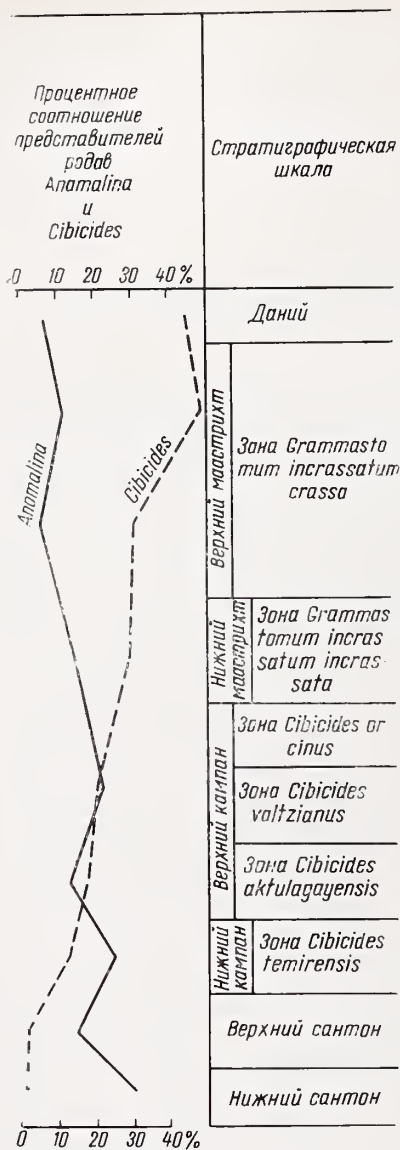 Процентное
соотношение
представителей
родов
Anamalina
и
Cibicides
0 10 20 30 40%
Стратиграфическая
шкала
Даний
Верхний маастрихт
Зона Grammasto
mum incrassatum
crassa
Нижний
маастрихт
Зона Grammas
tomum incras
satum incras-
sata
Верхний кампан
Зона Cibicides or
cinus
Зона Cibicides
valtzianus
Зона Cibicides
aktulagayensis
Нижний
кампан
Зона Cibicides
temirensis
Верхний сантон
Нижний сантон
Anomalina
Cibicides
0 10 20 30 40%